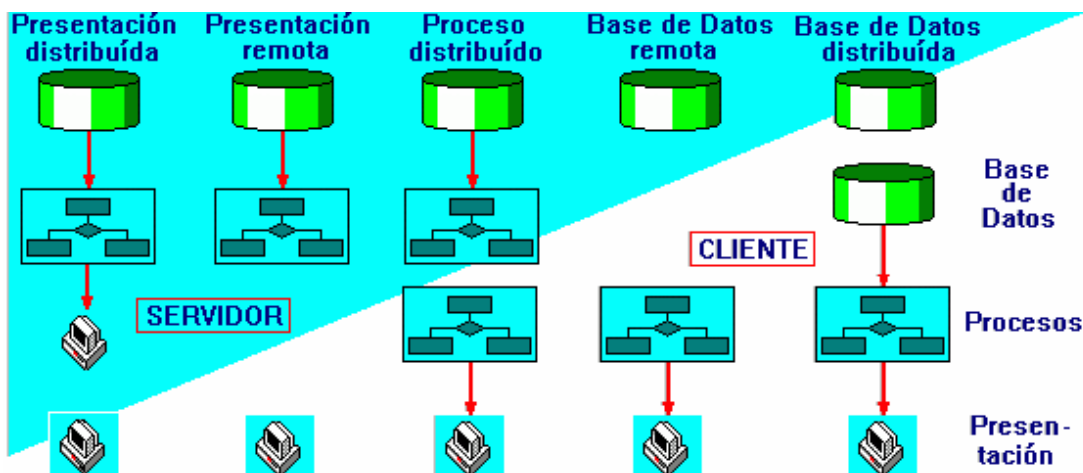 Presentación
distribuída
Presentación
remota
Proceso
distribuído
Base de Datos
remota
Base de Datos
distribuida
Base
de
Datos
CLIENTE
SERVIDOR
Procesos
Presen-
tación